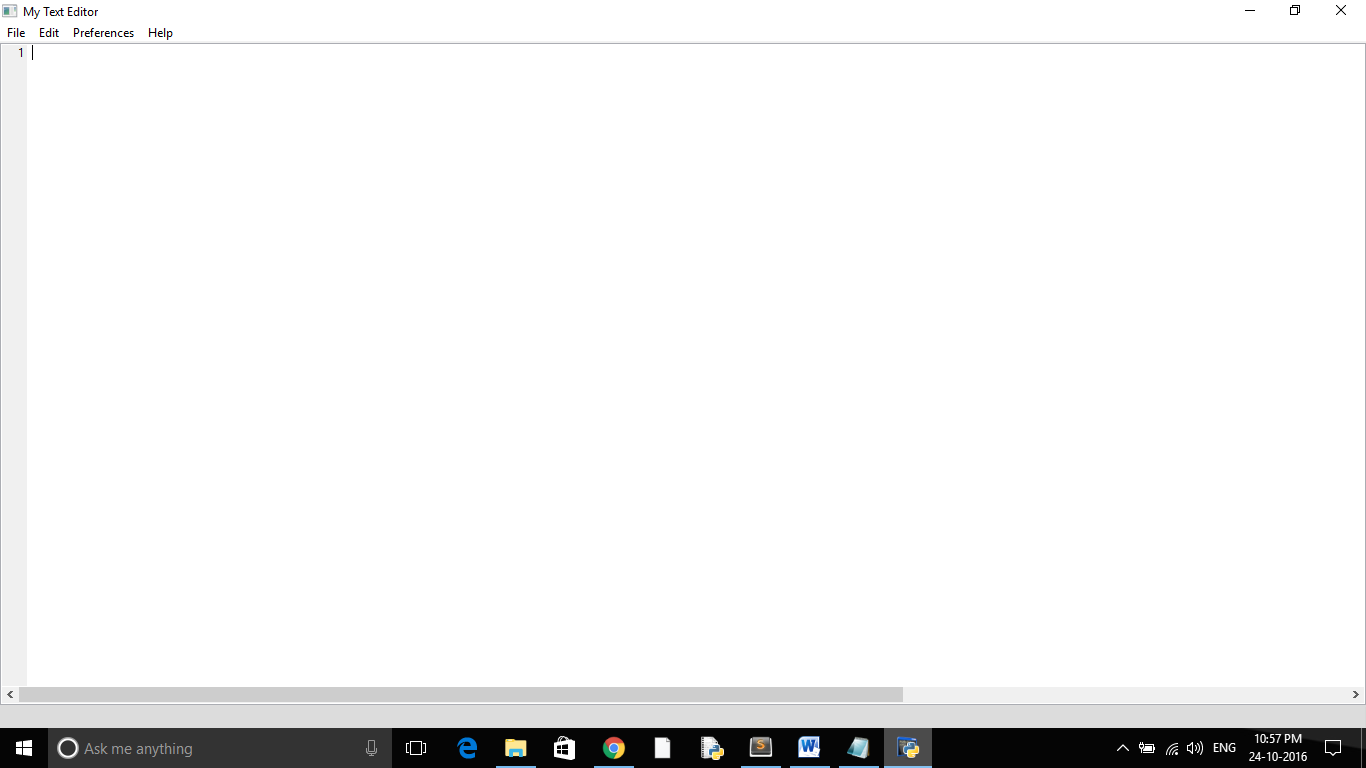 My Text Editor
File Edit Preferences Help
1
Ask me anything
ENG
10:57 PM
24-10-2016